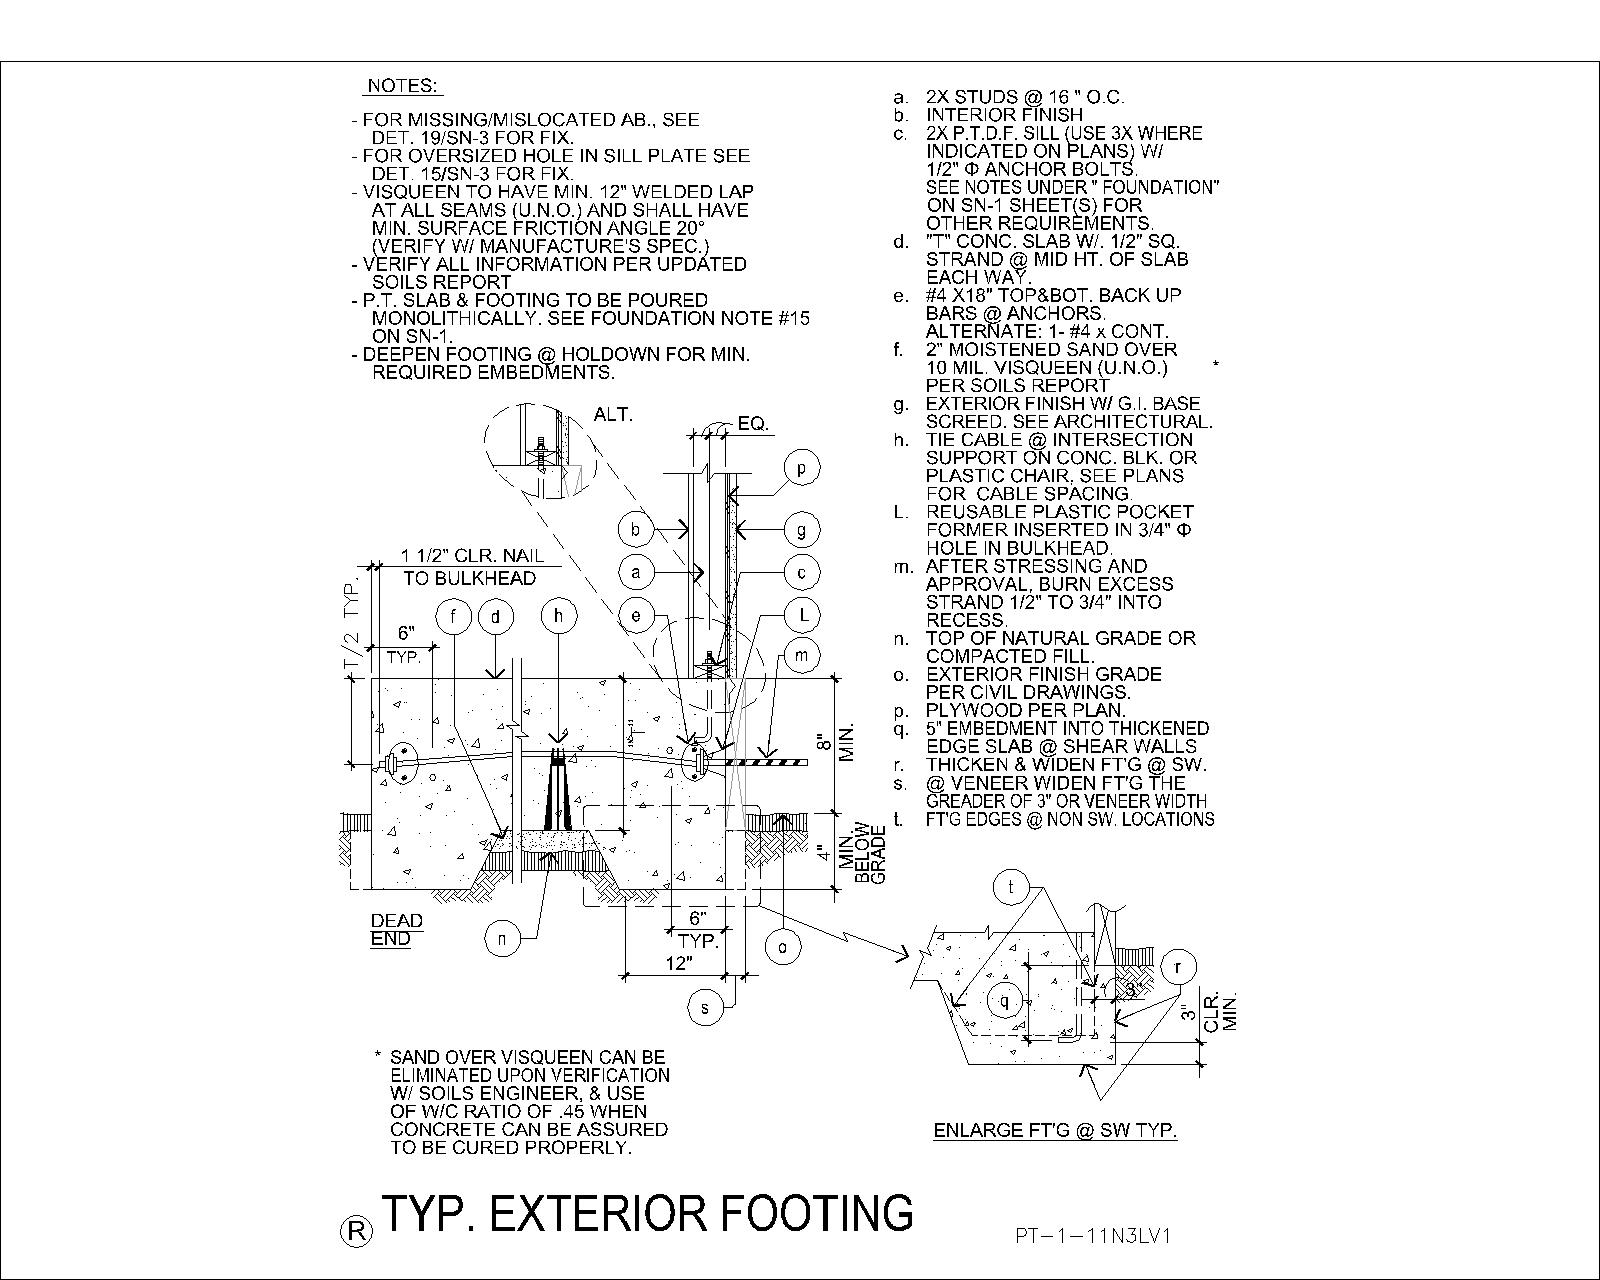 NOTES:
- FOR MISSING/MISLOCATED AB., SEE
DET. 19/SN-3 FOR FIX.
- FOR OVERSIZED HOLE IN SILL PLATE SEE
DET. 15/SN-3 FOR FIX.
- VISQUEEN TO HAVE MIN. 12" WELDED LAP
AT ALL SEAMS (U.N.O.) AND SHALL HAVE
MIN. SURFACE FRICTION ANGLE 20°
(VERIFY W/ MANUFACTURE'S SPEC.)
- VERIFY ALL INFORMATION PER UPDATED
SOILS REPORT
- P.T. SLAB & FOOTING TO BE POURED
MONOLITHICALLY. SEE FOUNDATION NOTE #15
ON SN-1.
- DEEPEN FOOTING @ HOLDOWN FOR MIN.
REQUIRED EMBEDMENTS.
a. 2X STUDS @ 16 " O.C.
b. INTERIOR FINISH
c. 2X P.T.D.F. SILL (USE 3X WHERE
INDICATED ON PLANS) W/
1/2" Φ ANCHOR BOLTS.
SEE NOTES UNDER " FOUNDATION"
ON SN-1 SHEET(S) FOR
OTHER REQUIREMENTS.
d. "T" CONC. SLAB W/. 1/2" SQ.
STRAND @ MID HT. OF SLAB
EACH WAY.
e. #4 X18" TOP&BOT. BACK UP
BARS @ ANCHORS.
ALTERNATE: 1- #4 x CONT.
f. 2" MOISTENED SAND OVER
10 MIL. VISQUEEN (U.N.O.) *
PER SOILS REPORT
g. EXTERIOR FINISH W/ G.I. BASE
SCREED. SEE ARCHITECTURAL.
h. TIE CABLE @ INTERSECTION
SUPPORT ON CONC. BLK. OR
PLASTIC CHAIR. SEE PLANS
FOR CABLE SPACING.
L. REUSABLE PLASTIC POCKET
FORMER INSERTED IN 3/4" Φ
HOLE IN BULKHEAD.
m. AFTER STRESSING AND
APPROVAL, BURN EXCESS
STRAND 1/2" TO 3/4" INTO
RECESS.
n. TOP OF NATURAL GRADE OR
COMPACTED FILL.
o. EXTERIOR FINISH GRADE
PER CIVIL DRAWINGS.
p. PLYWOOD PER PLAN.
q. 5" EMBEDMENT INTO THICKENED
EDGE SLAB @ SHEAR WALLS
r. THICKEN & WIDEN FT'G @ SW.
s. @ VENEER WIDEN FT'G THE
GREADER OF 3" OR VENEER WIDTH
t. FT'G EDGES @ NON SW. LOCATIONS
ALT.
EQ.
p
b
g
a
c
1 1/2" CLR. NAIL
TO BULKHEAD
T/2 TYP.
f
d
h
e
L
6"
TYP.
m
"T"
8"
MIN.
4"
MIN.
BELOW
GRADE
DEAD
END
n
6"
TYP.
o
12"
s
t
r
q
3"
3"
CLR.
MIN.
ENLARGE FT'G @ SW TYP.
* SAND OVER VISQUEEN CAN BE
ELIMINATED UPON VERIFICATION
W/ SOILS ENGINEER, & USE
OF W/C RATIO OF .45 WHEN
CONCRETE CAN BE ASSURED
TO BE CURED PROPERLY.
R TYP. EXTERIOR FOOTING
PT-1-11N3LV1